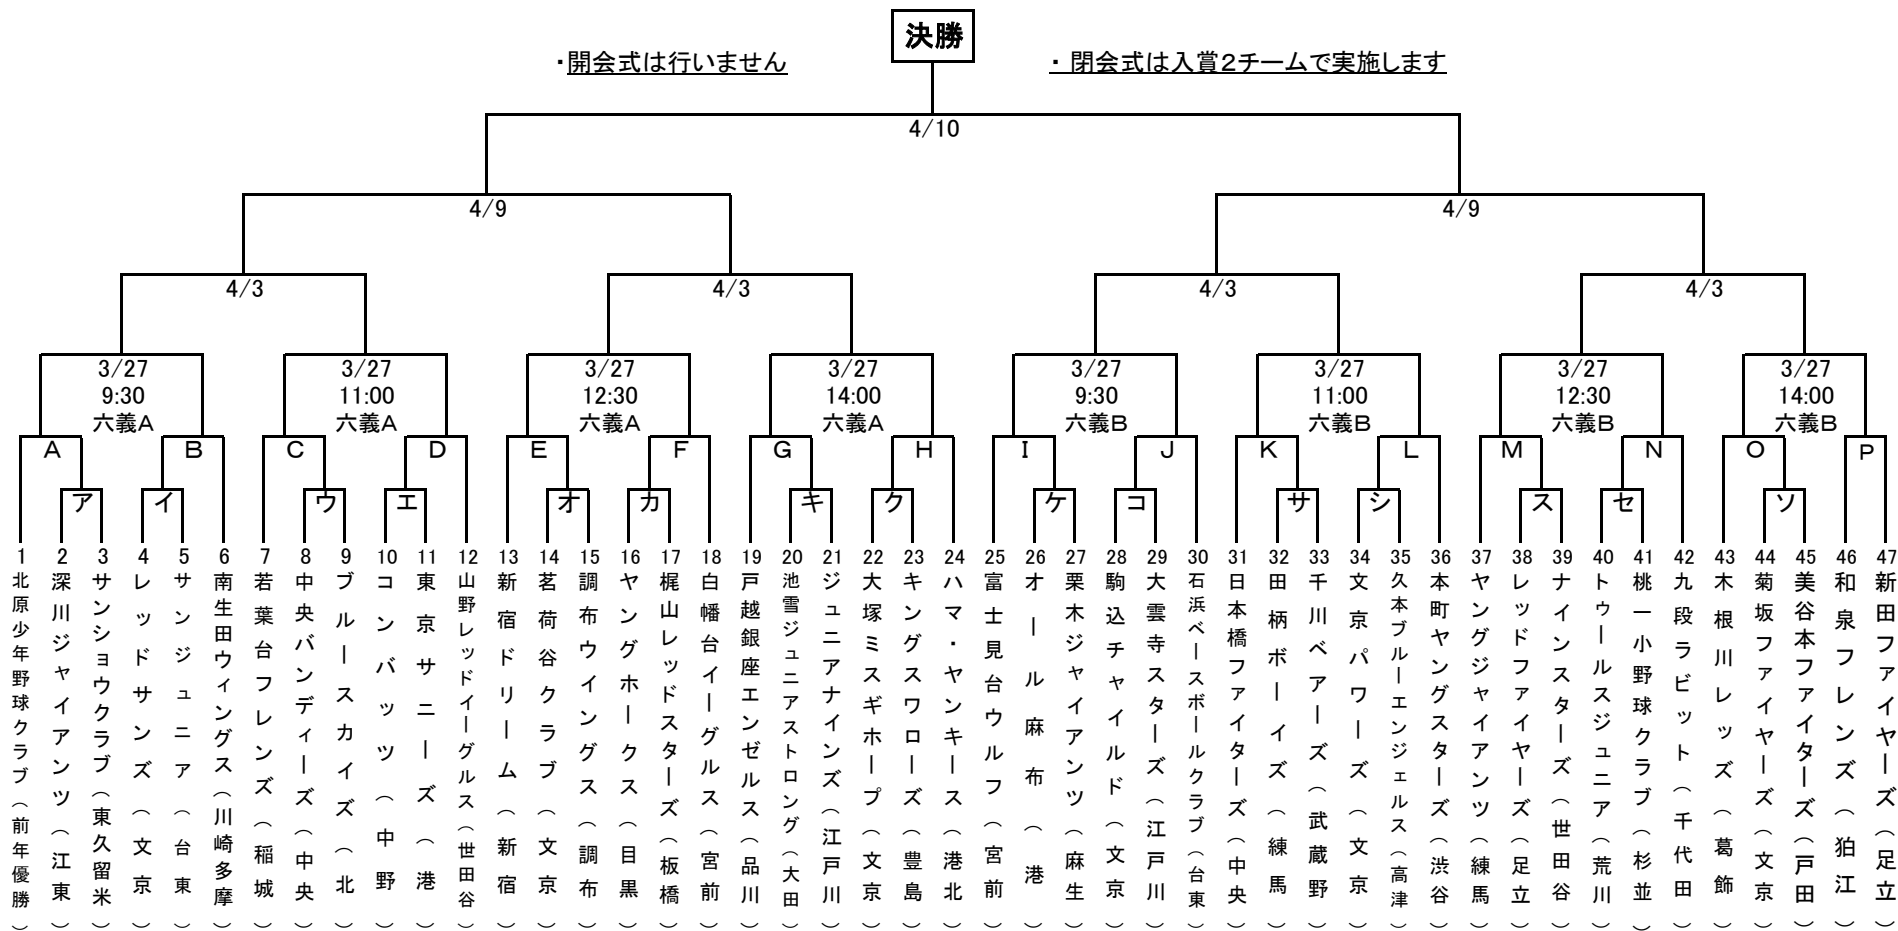 決勝
・開会式は行いません
・ 閉会式は入賞２チームで実施します
4/10
4/9
4/9
4/3
4/3
4/3
4/3
3/27
9:30
六義A
3/27
11:00
六義A
3/27
12:30
六義A
3/27
14:00
六義A
3/27
9:30
六義B
3/27
11:00
六義B
3/27
12:30
六義B
3/27
14:00
六義B
A
B
C
D
E
F
G
H
I
J
K
L
M
N
O
P
ア
イ
ウ
エ
オ
カ
キ
ク
ケ
コ
サ
シ
ス
セ
ソ
1 北原少年野球クラブ（前年優勝）
2 深川ジャイアンツ（江東）
3 サンショウクラブ（東久留米）
4 レッドサンズ（文京）
5 サンジュニア（台東）
6 南生田ウィングス（川崎多摩）
7 若葉台フレンズ（稲城）
8 中央バンディーズ（中央）
9 ブルースカイズ（北）
10 コンバッツ（中野）
11 東京サニーズ（港）
12 山野レッドイーグルス（世田谷）
13 新宿ドリーム（新宿）
14 茗荷谷クラブ（文京）
15 調布ウイングス（調布）
16 ヤングホークス（目黒）
17 梶山レッドスターズ（板橋）
18 白幡台イーグルス（宮前）
19 戸越銀座エンゼルス（品川）
20 池雪ジュニアストロング（大田）
21 ジュニアナインズ（江戸川）
22 大塚ミスギホープ（文京）
23 キングスワローズ（豊島）
24 ハマ・ヤンキース（港北）
25 富士見台ウルフ（宮前）
26 オール麻布（港）
27 栗木ジャイアンツ（麻生）
28 駒込チャイルド（文京）
29 大雲寺スターズ（江戸川）
30 石浜ベースボールクラブ（台東）
31 日本橋ファイターズ（中央）
32 田柄ボーイズ（練馬）
33 千川ベアーズ（武蔵野）
34 文京パワーズ（文京）
35 久本ブルーエンジェルス（高津）
36 本町ヤングスターズ（渋谷）
37 ヤングジャイアンツ（練馬）
38 レッドファイヤーズ（足立）
39 ナインスターズ（世田谷）
40 トゥールスジュニア（荒川）
41 桃一小野球クラブ（杉並）
42 九段ラビット（千代田）
43 木根川レッズ（葛飾）
44 菊坂ファイヤーズ（文京）
45 美谷本ファイターズ（戸田）
46 和泉フレンズ（狛江）
47 新田ファイヤーズ（足立）